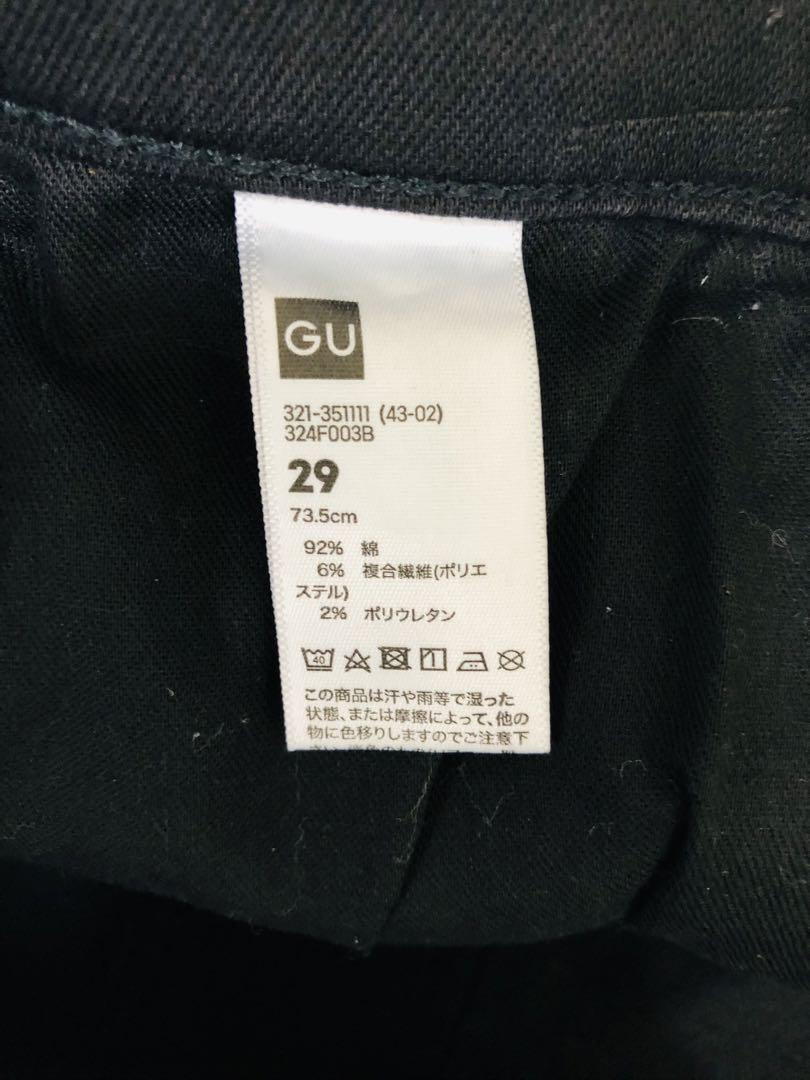 GU
321-351111 (43-02)
324F003B
29
73.5cm
92% 綿
6% 複合繊維(ポリエ
ステル)
2% ポリウレタン
40 1
この商品は汗や雨等で湿った
状態、または摩擦によって、他の
物に色移りしますのでご注意下